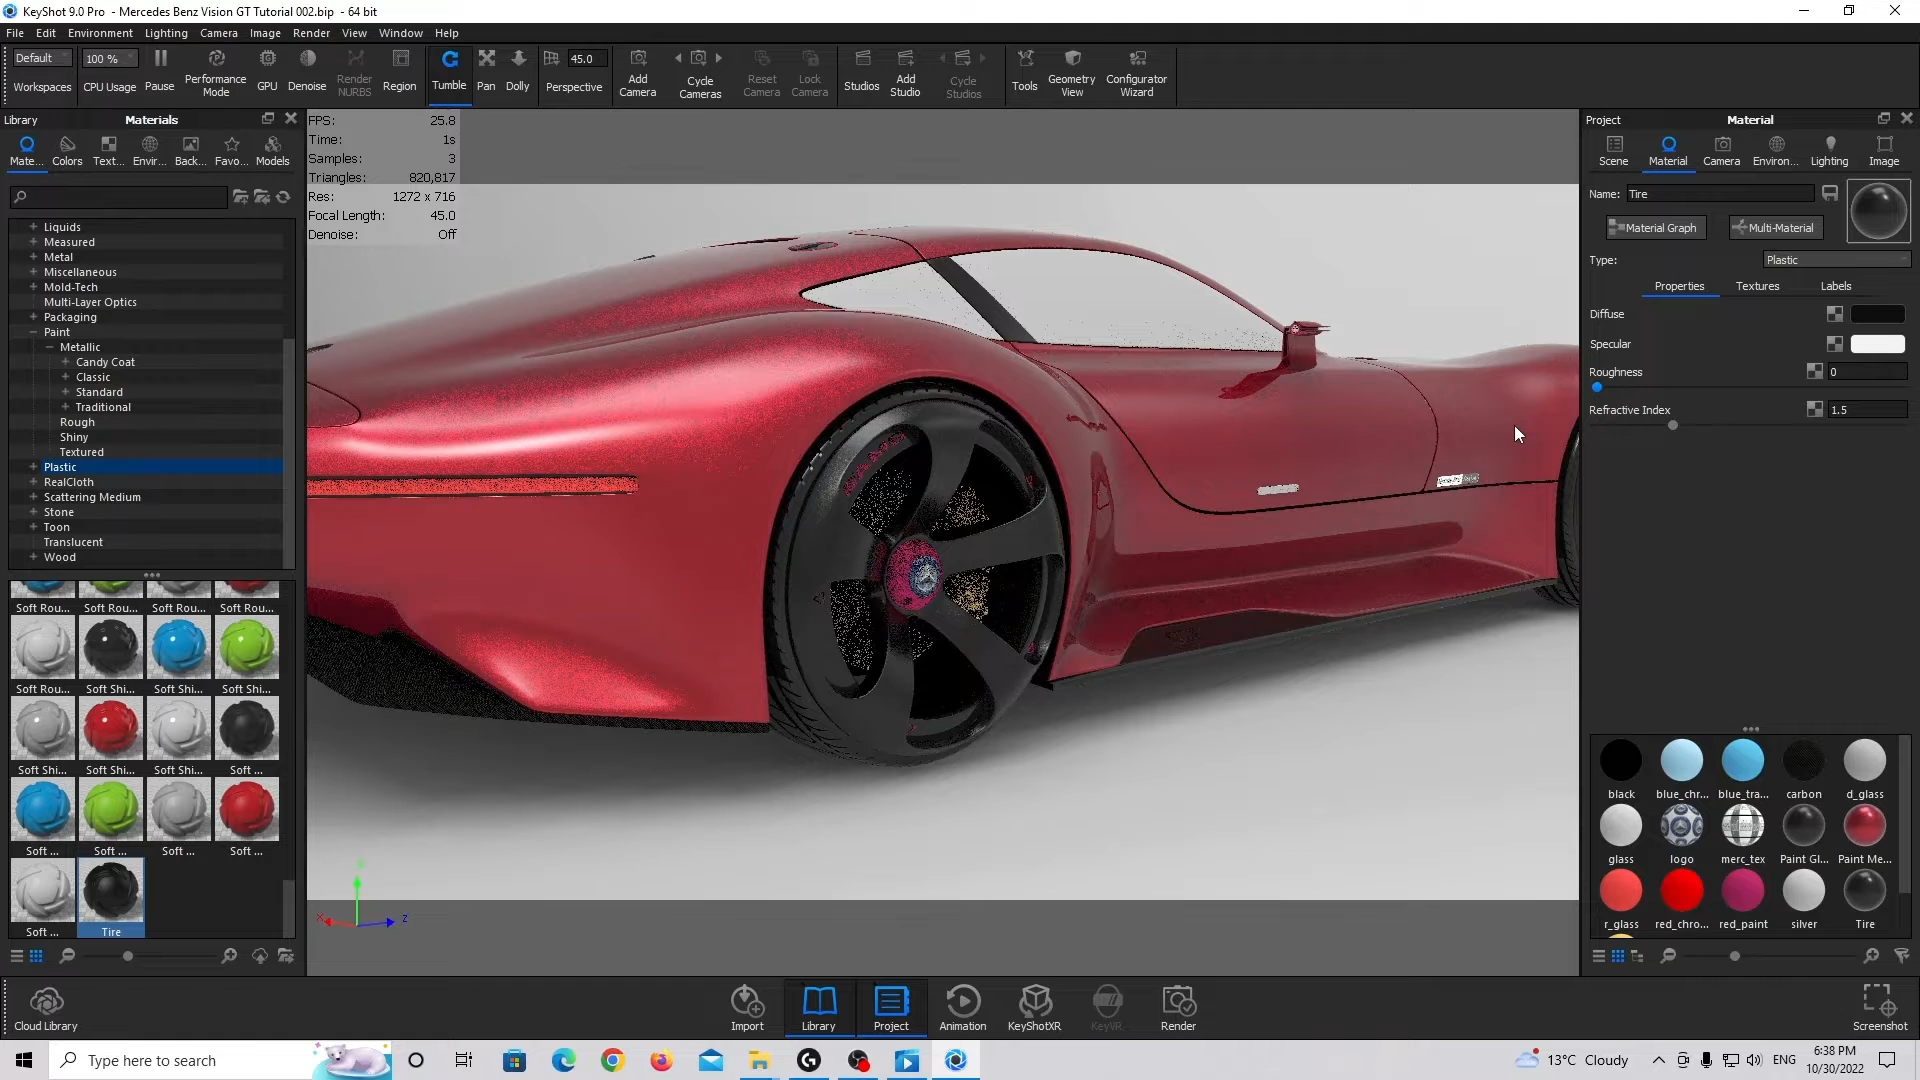 KeyShot 9.0 Pro - Mercedes Benz Vision GT Tutorial 002.bip - 64 bit
File Edit Environment Lighting Camera Image Render View Window Help
Default 100 % 45.0
Workspaces CPU Usage Pause Performance Mode GPU Denoise Render NURBS Region Tumble Pan Dolly Perspective Add Camera Cycle Cameras Reset Camera Lock Camera Studios Add Studio Cycle Studios Tools Geometry View Configurator Wizard
Library Materials
Mate... Colors Text... Envir... Back... Favo... Models
Liquids
Measured
Metal
Miscellaneous
Mold-Tech
Multi-Layer Optics
Packaging
Paint
Metallic
Candy Coat
Classic
Standard
Traditional
Rough
Shiny
Textured
Plastic
RealCloth
Scattering Medium
Stone
Toon
Translucent
Wood
Soft Rou... Soft Rou... Soft Rou... Soft Rou...
Soft Rou... Soft Shi... Soft Shi... Soft Shi...
Soft Shi... Soft Shi... Soft Shi... Soft ...
Soft ... Soft ... Soft ... Soft ...
Soft ... Tire
FPS: 25.8
Time: 1s
Samples: 3
Triangles: 820,817
Res: 1272 x 716
Focal Length: 45.0
Denoise: Off
X Z
Project Material
Scene Material Camera Environ... Lighting Image
Name: Tire
Material Graph Multi-Material
Type: Plastic
Properties Textures Labels
Diffuse
Specular
Roughness 0
Refractive Index 1.5
black blue_chr... blue_tra... carbon d_glass
glass logo merc_tex Paint Gl... Paint Me...
r_glass red_chro... red_paint silver Tire
Cloud Library Import Library Project Animation KeyShotXR KeyVR Render Screenshot
Type here to search
13°C Cloudy ENG
6:38 PM
10/30/2022